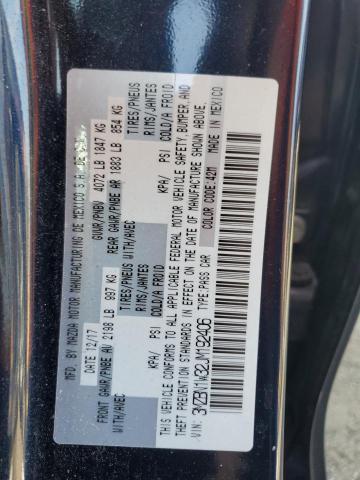 MFD. BY MAZDA MOTOR MANUFACTURING DE MEXICO S.A. DE
DATE: 12/17 GVWR/PNBV 4072 LB 1847 KG
FRONT GAWR/PNBE AV 2198 LB 997 KG REAR GAWR/PNBE AR 1883 LB 854 KG
WITH/AVEC TIRES/PNEUS WITH/AVEC TIRES/PNEUS
RIMS/JANTES RIMS/JANTES
KPA/ PSI COLD/A FROID KPA/ PSI COLD/A FROID
THIS VEHICLE CONFORMS TO ALL APPLICABLE FEDERAL MOTOR VEHICLE SAFETY, BUMPER, AND
THEFT PREVENTION STANDARDS IN EFFECT ON THE DATE OF MANUFACTURE SHOWN ABOVE.
VIN: 3MZBN1W32JM192406 TYPE: PASS CAR COLOR CODE: 42M
MADE IN MEXICO